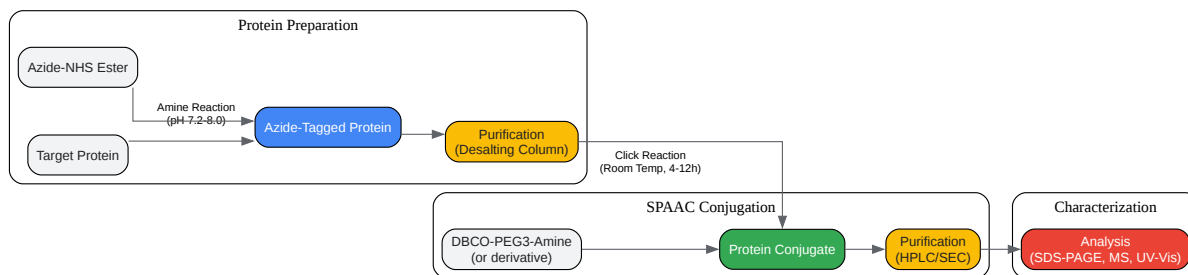 Protein Preparation
Azide-NHS Ester
Amine Reaction
(pH 7.2-8.0)
Target Protein
Azide-Tagged Protein
Purification
(Desalting Column)
Click Reaction
(Room Temp, 4-12h)
SPAAC Conjugation
DBCO-PEG3-Amine
(or derivative)
Protein Conjugate
Purification
(HPLC/SEC)
Characterization
Analysis
(SDS-PAGE, MS, UV-Vis)